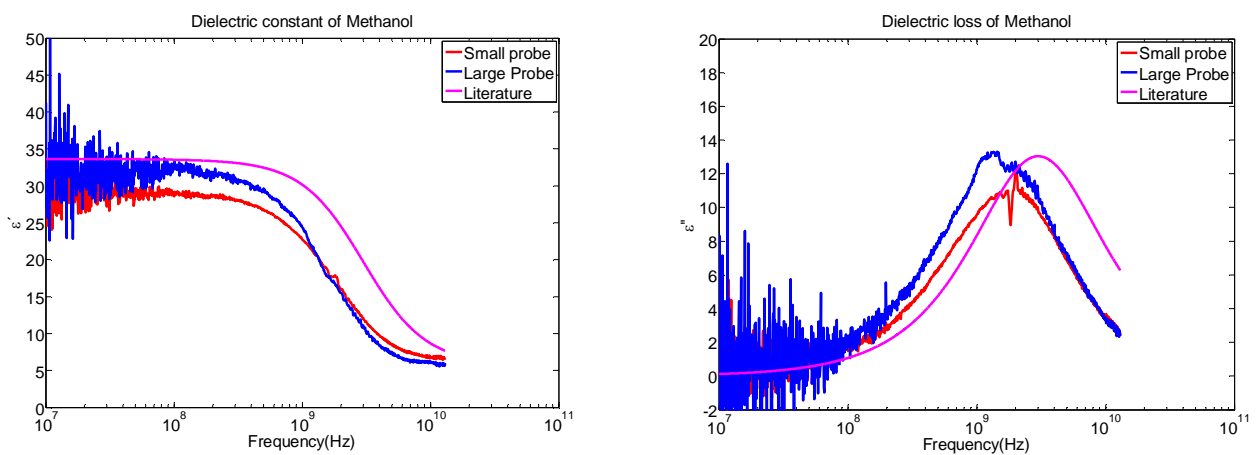 Dielectric constant of Methanol
50
45
40
35
30
25
20
15
10
5
0
ε′
Small probe
Large Probe
Literature
10^7
10^8
10^9
10^10
10^11
Frequency(Hz)
Dielectric loss of Methanol
20
18
16
14
12
10
8
6
4
2
0
-2
ε"
Small probe
Large Probe
Literature
10^7
10^8
10^9
10^10
10^11
Frequency(Hz)